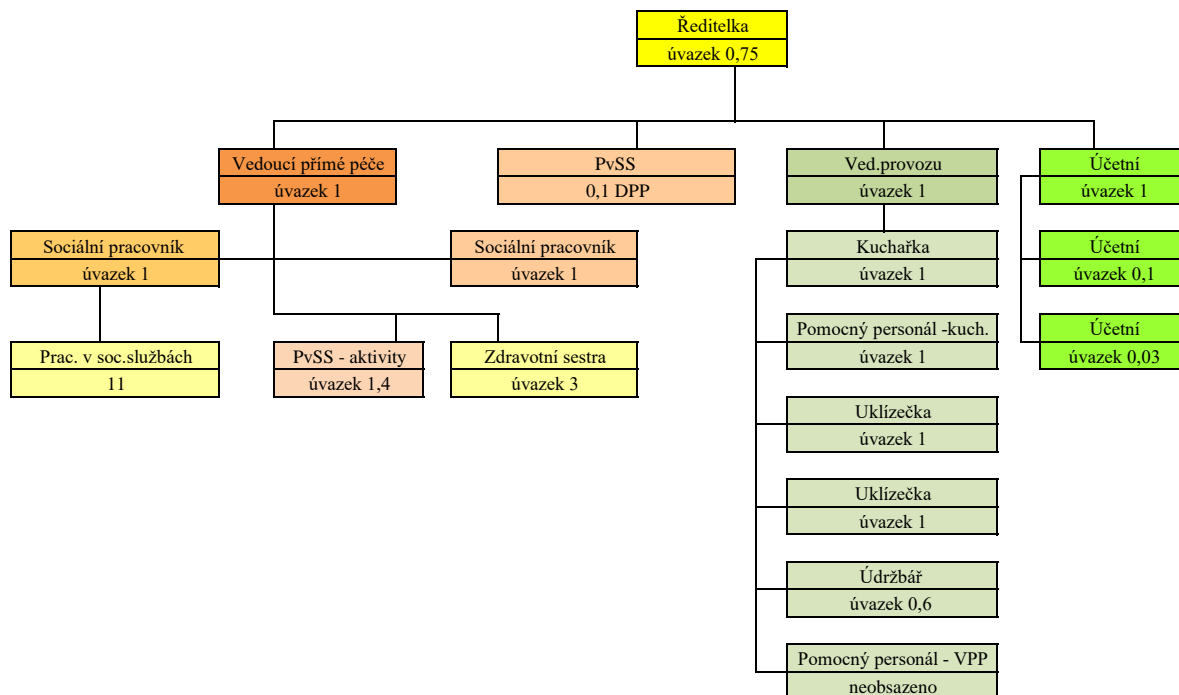 Ředitelka
úvazek 0,75
Vedoucí přímé péče
úvazek 1
PvSS
0,1 DPP
Ved.provozu
úvazek 1
Účetní
úvazek 1
Sociální pracovník
úvazek 1
Sociální pracovník
úvazek 1
Kuchařka
úvazek 1
Účetní
úvazek 0,1
Prac. v soc.službách
11
PvSS - aktivity
úvazek 1,4
Zdravotní sestra
úvazek 3
Pomocný personál -kuch.
úvazek 1
Účetní
úvazek 0,03
Uklízečka
úvazek 1
Uklízečka
úvazek 1
Údržbář
úvazek 0,6
Pomocný personál - VPP
neobsazeno